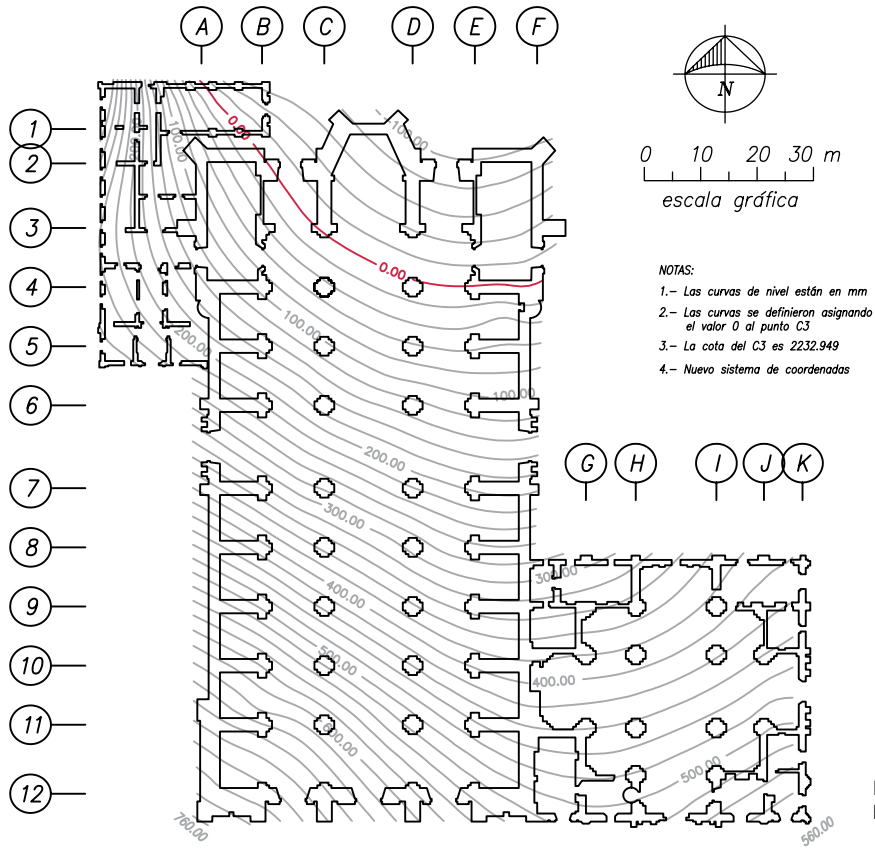 A B C D E F
N
0 10 20 30 m
escala gráfica
NOTAS:
1.- Las curvas de nivel están en mm
2.- Las curvas se definieron asignando
el valor 0 al punto C3
3.- La cota del C3 es 2232.949
4.- Nuevo sistema de coordenadas
1
2
3
4
5
6
7
8
9
10
11
12
G H I J K
0.00
100.00
100.00
0.00
100.00
200.00
100.00
200.00
300.00
300.00
400.00
500.00
400.00
600.00
500.00
760.00
560.00